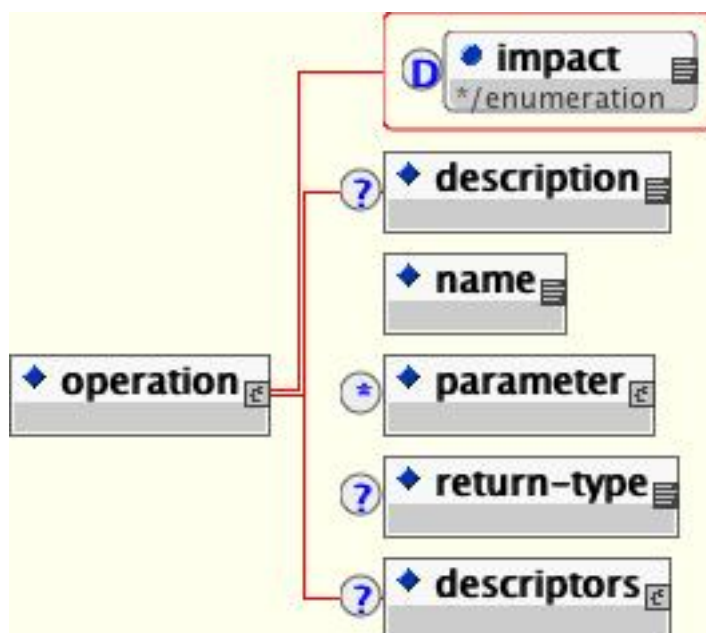 D
impact
*/enumeration
?
description
name
operation
*
parameter
?
return-type
?
descriptors